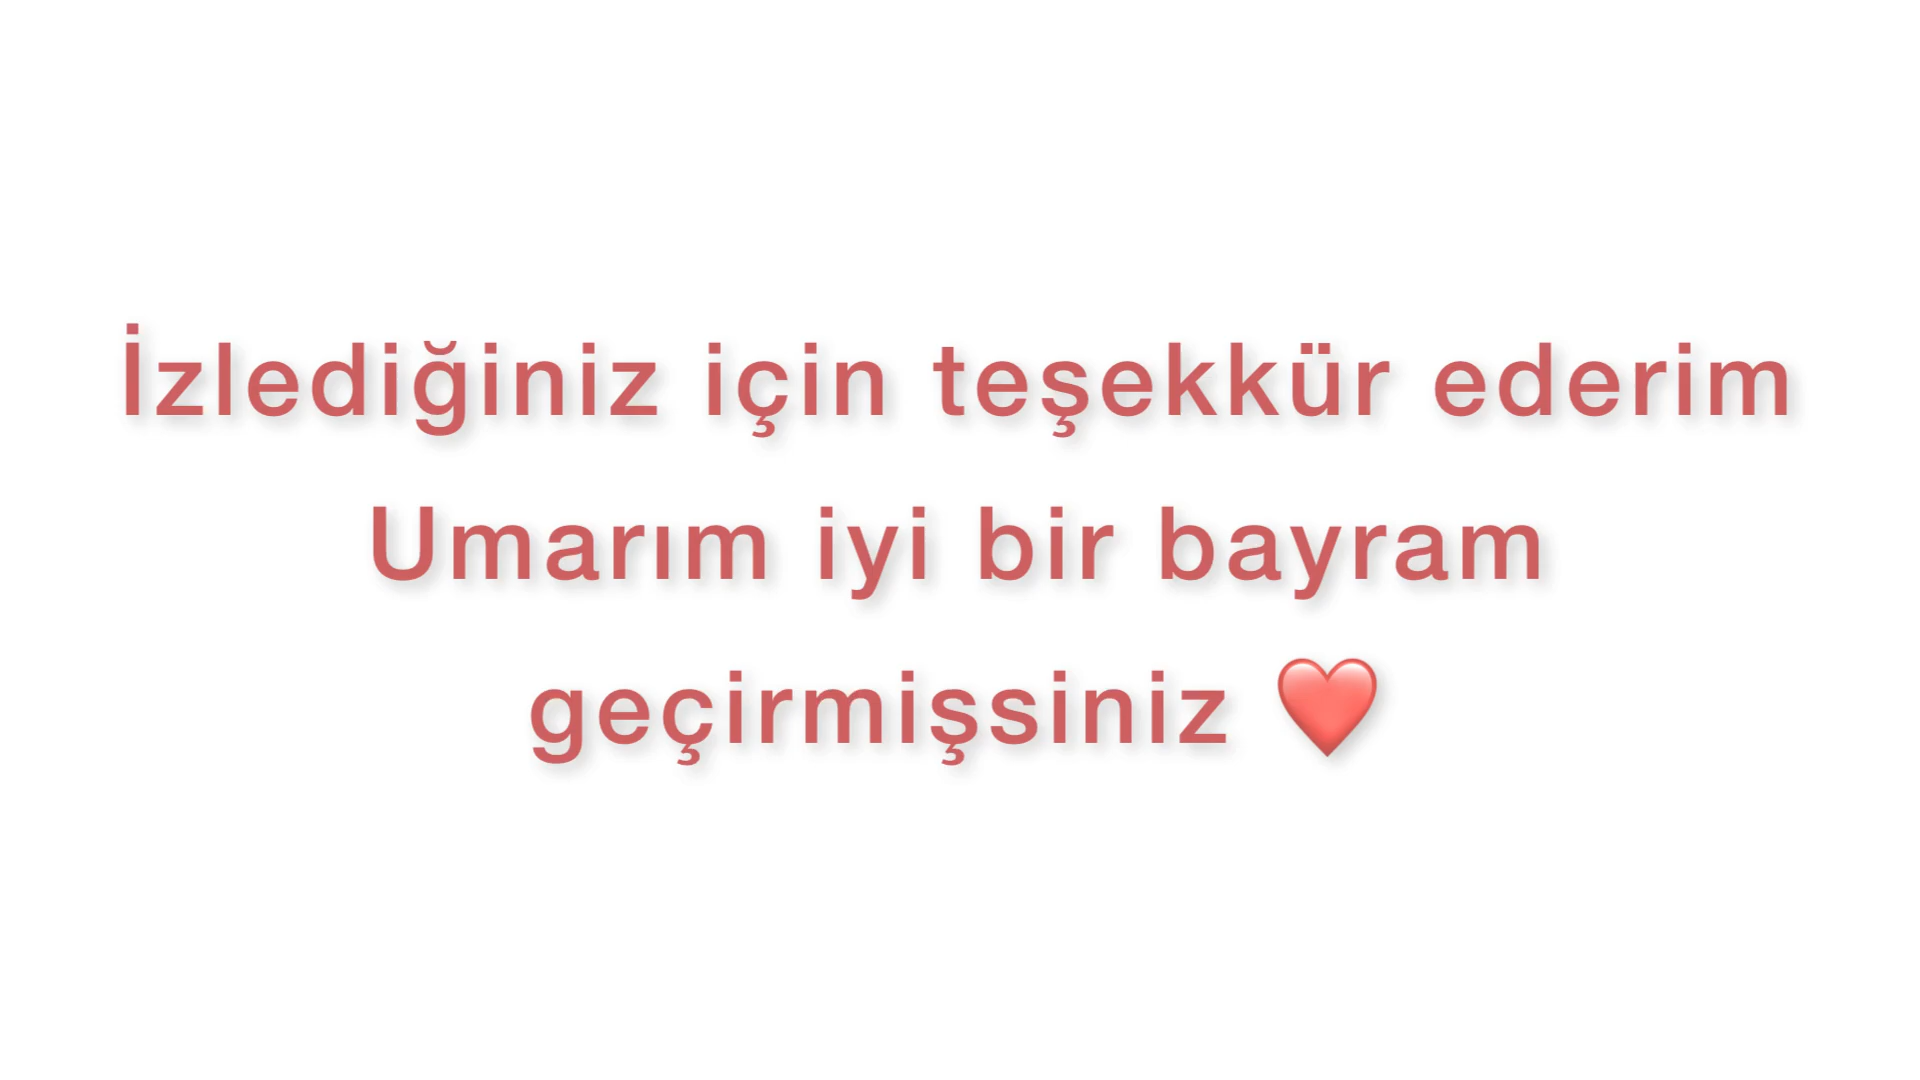 İzlediğiniz için teşekkür ederim
Umarım iyi bir bayram
geçirmişsiniz ❤️